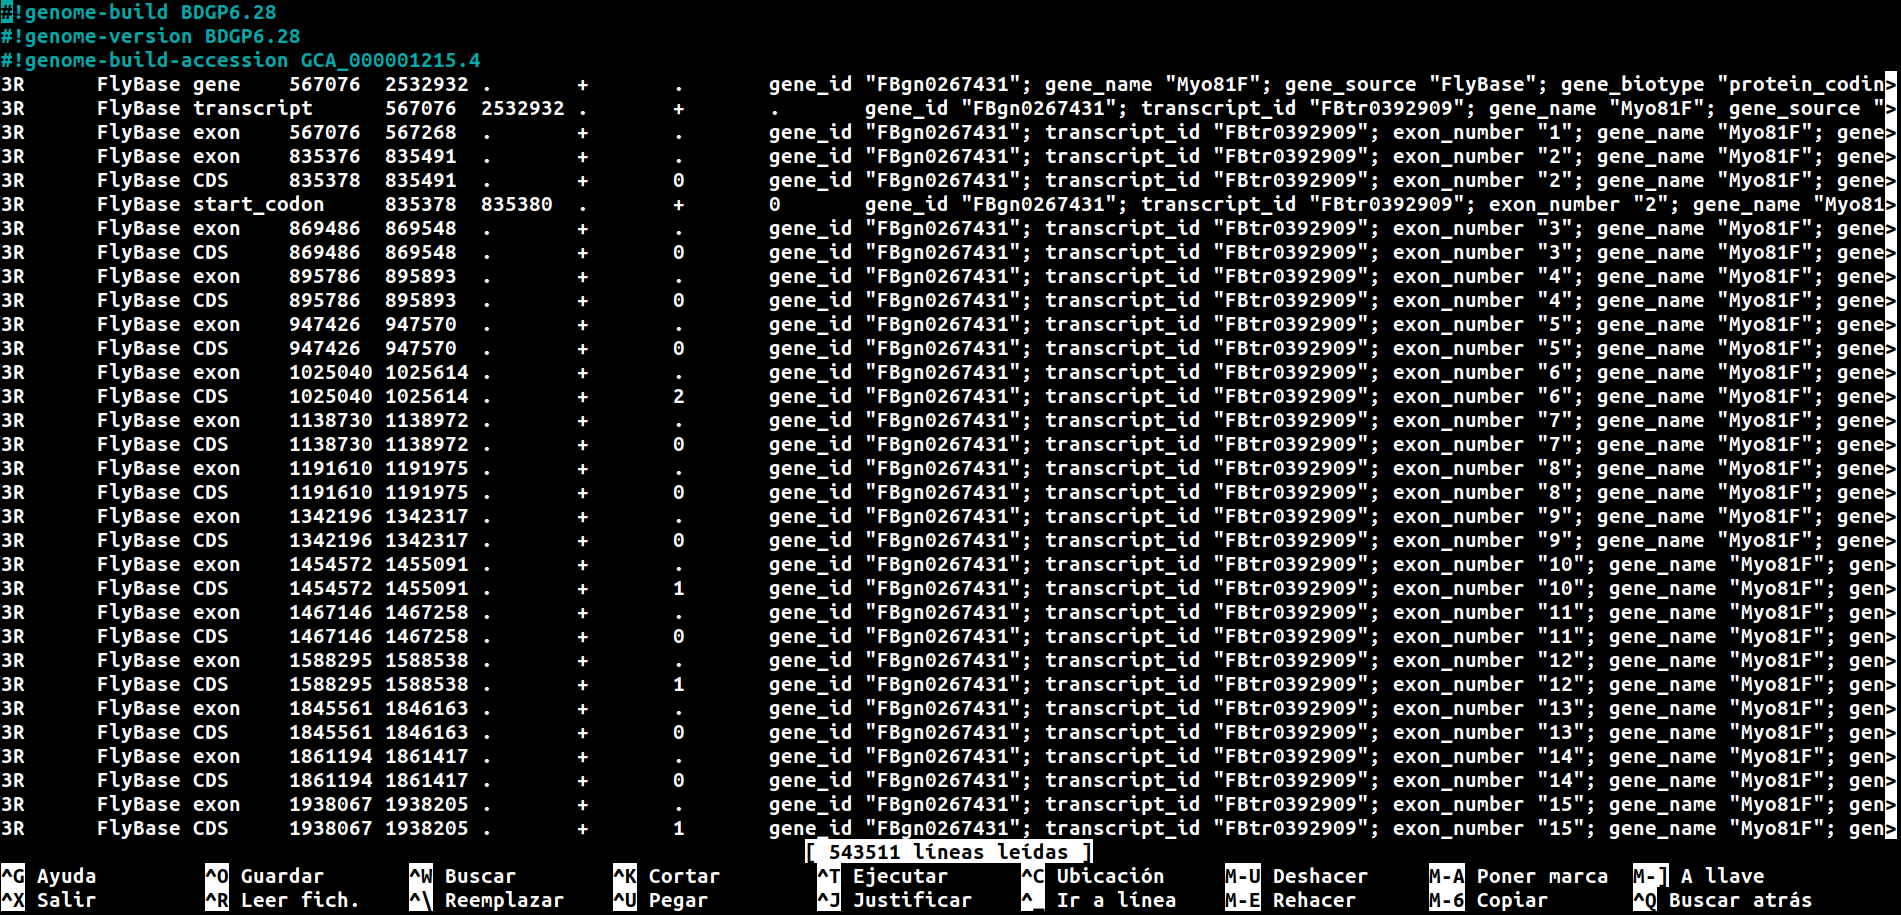 #!genome-build BDGP6.28
#!genome-version BDGP6.28
#!genome-build-accession GCA_000001215.4
3R FlyBase gene 567076 2532932 . + . gene_id "FBgn0267431"; gene_name "Myo81F"; gene_source "FlyBase"; gene_biotype "protein_codin>
3R FlyBase transcript 567076 2532932 . + . gene_id "FBgn0267431"; transcript_id "FBtr0392909"; gene_name "Myo81F"; gene_source ">
3R FlyBase exon 567076 567268 . + . gene_id "FBgn0267431"; transcript_id "FBtr0392909"; exon_number "1"; gene_name "Myo81F"; gene>
3R FlyBase exon 835376 835491 . + . gene_id "FBgn0267431"; transcript_id "FBtr0392909"; exon_number "2"; gene_name "Myo81F"; gene>
3R FlyBase CDS 835378 835491 . + 0 gene_id "FBgn0267431"; transcript_id "FBtr0392909"; exon_number "2"; gene_name "Myo81F"; gene>
3R FlyBase start_codon 835378 835380 . + 0 gene_id "FBgn0267431"; transcript_id "FBtr0392909"; exon_number "2"; gene_name "Myo81>
3R FlyBase exon 869486 869548 . + . gene_id "FBgn0267431"; transcript_id "FBtr0392909"; exon_number "3"; gene_name "Myo81F"; gene>
3R FlyBase CDS 869486 869548 . + 0 gene_id "FBgn0267431"; transcript_id "FBtr0392909"; exon_number "3"; gene_name "Myo81F"; gene>
3R FlyBase exon 895786 895893 . + . gene_id "FBgn0267431"; transcript_id "FBtr0392909"; exon_number "4"; gene_name "Myo81F"; gene>
3R FlyBase CDS 895786 895893 . + 0 gene_id "FBgn0267431"; transcript_id "FBtr0392909"; exon_number "4"; gene_name "Myo81F"; gene>
3R FlyBase exon 947426 947570 . + . gene_id "FBgn0267431"; transcript_id "FBtr0392909"; exon_number "5"; gene_name "Myo81F"; gene>
3R FlyBase CDS 947426 947570 . + 0 gene_id "FBgn0267431"; transcript_id "FBtr0392909"; exon_number "5"; gene_name "Myo81F"; gene>
3R FlyBase exon 1025040 1025614 . + . gene_id "FBgn0267431"; transcript_id "FBtr0392909"; exon_number "6"; gene_name "Myo81F"; gene>
3R FlyBase CDS 1025040 1025614 . + 2 gene_id "FBgn0267431"; transcript_id "FBtr0392909"; exon_number "6"; gene_name "Myo81F"; gene>
3R FlyBase exon 1138730 1138972 . + . gene_id "FBgn0267431"; transcript_id "FBtr0392909"; exon_number "7"; gene_name "Myo81F"; gene>
3R FlyBase CDS 1138730 1138972 . + 0 gene_id "FBgn0267431"; transcript_id "FBtr0392909"; exon_number "7"; gene_name "Myo81F"; gene>
3R FlyBase exon 1191610 1191975 . + . gene_id "FBgn0267431"; transcript_id "FBtr0392909"; exon_number "8"; gene_name "Myo81F"; gene>
3R FlyBase CDS 1191610 1191975 . + 0 gene_id "FBgn0267431"; transcript_id "FBtr0392909"; exon_number "8"; gene_name "Myo81F"; gene>
3R FlyBase exon 1342196 1342317 . + . gene_id "FBgn0267431"; transcript_id "FBtr0392909"; exon_number "9"; gene_name "Myo81F"; gene>
3R FlyBase CDS 1342196 1342317 . + 0 gene_id "FBgn0267431"; transcript_id "FBtr0392909"; exon_number "9"; gene_name "Myo81F"; gene>
3R FlyBase exon 1454572 1455091 . + . gene_id "FBgn0267431"; transcript_id "FBtr0392909"; exon_number "10"; gene_name "Myo81F"; gen>
3R FlyBase CDS 1454572 1455091 . + 1 gene_id "FBgn0267431"; transcript_id "FBtr0392909"; exon_number "10"; gene_name "Myo81F"; gen>
3R FlyBase exon 1467146 1467258 . + . gene_id "FBgn0267431"; transcript_id "FBtr0392909"; exon_number "11"; gene_name "Myo81F"; gen>
3R FlyBase CDS 1467146 1467258 . + 0 gene_id "FBgn0267431"; transcript_id "FBtr0392909"; exon_number "11"; gene_name "Myo81F"; gen>
3R FlyBase exon 1588295 1588538 . + . gene_id "FBgn0267431"; transcript_id "FBtr0392909"; exon_number "12"; gene_name "Myo81F"; gen>
3R FlyBase CDS 1588295 1588538 . + 1 gene_id "FBgn0267431"; transcript_id "FBtr0392909"; exon_number "12"; gene_name "Myo81F"; gen>
3R FlyBase exon 1845561 1846163 . + . gene_id "FBgn0267431"; transcript_id "FBtr0392909"; exon_number "13"; gene_name "Myo81F"; gen>
3R FlyBase CDS 1845561 1846163 . + 0 gene_id "FBgn0267431"; transcript_id "FBtr0392909"; exon_number "13"; gene_name "Myo81F"; gen>
3R FlyBase exon 1861194 1861417 . + . gene_id "FBgn0267431"; transcript_id "FBtr0392909"; exon_number "14"; gene_name "Myo81F"; gen>
3R FlyBase CDS 1861194 1861417 . + 0 gene_id "FBgn0267431"; transcript_id "FBtr0392909"; exon_number "14"; gene_name "Myo81F"; gen>
3R FlyBase exon 1938067 1938205 . + . gene_id "FBgn0267431"; transcript_id "FBtr0392909"; exon_number "15"; gene_name "Myo81F"; gen>
3R FlyBase CDS 1938067 1938205 . + 1 gene_id "FBgn0267431"; transcript_id "FBtr0392909"; exon_number "15"; gene_name "Myo81F"; gen>
[ 543511 líneas leídas ]
^G Ayuda ^O Guardar ^W Buscar ^K Cortar ^T Ejecutar ^C Ubicación M-U Deshacer M-A Poner marca M-] A llave
^X Salir ^R Leer fich. ^\ Reemplazar ^U Pegar ^J Justificar ^_ Ir a línea M-E Rehacer M-6 Copiar ^Q Buscar atrás